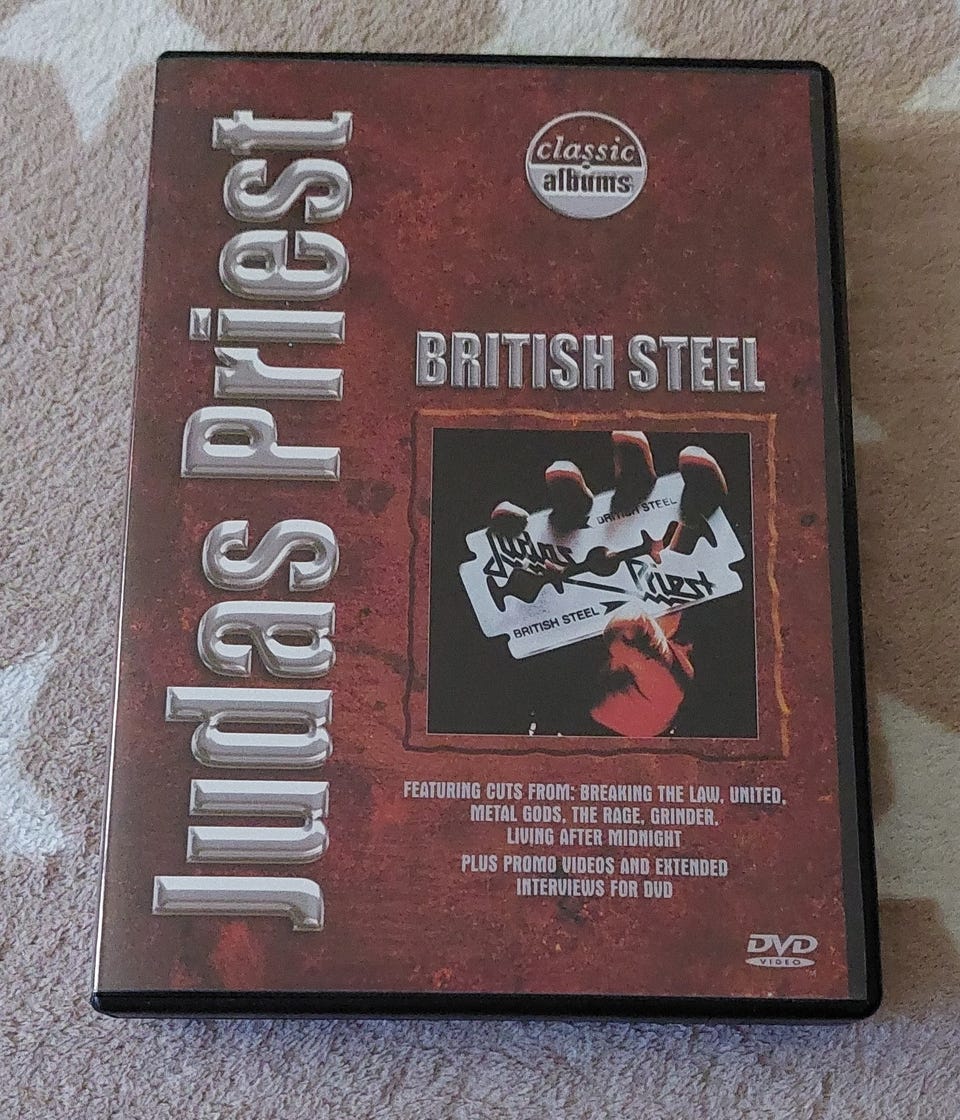 Judas Priest
classic
albums
BRITISH STEEL
BRITISH STEEL
Judas
Priest
BRITISH STEEL
FEATURING CUTS FROM: BREAKING THE LAW, UNITED,
METAL GODS, THE RAGE, GRINDER,
LIVING AFTER MIDNIGHT
PLUS PROMO VIDEOS AND EXTENDED
INTERVIEWS FOR DVD
DVD
VIDEO